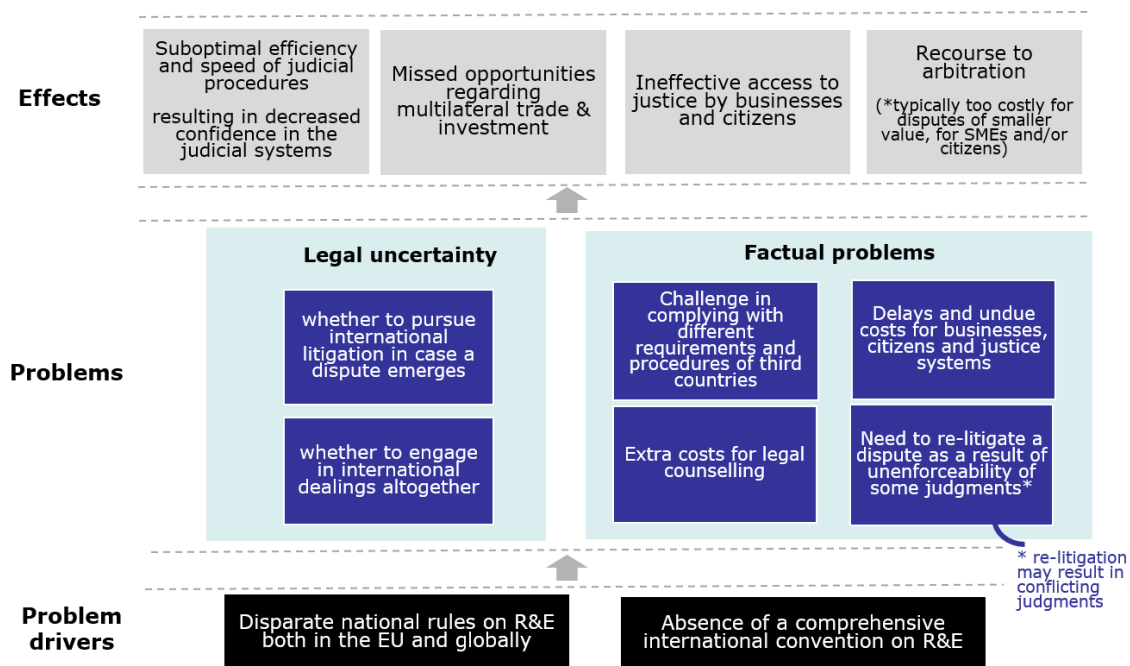 Effects
Suboptimal efficiency
and speed of judicial
procedures
resulting in decreased
confidence in the
judicial systems
Missed opportunities
regarding
multilateral trade &
investment
Ineffective access to
justice by businesses
and citizens
Recourse to
arbitration
(*typically too costly for
disputes of smaller
value, for SMEs and/or
citizens)
Problems
Legal uncertainty
whether to pursue
international
litigation in case a
dispute emerges
whether to engage
in international
dealings altogether
Factual problems
Challenge in
complying with
different
requirements and
procedures of third
countries
Delays and undue
costs for businesses,
citizens and justice
systems
Extra costs for legal
counselling
Need to re-litigate a
dispute as a result of
unenforceability of
some judgments*
* re-litigation
may result in
conflicting
judgments
Problem
drivers
Disparate national rules on R&E
both in the EU and globally
Absence of a comprehensive
international convention on R&E